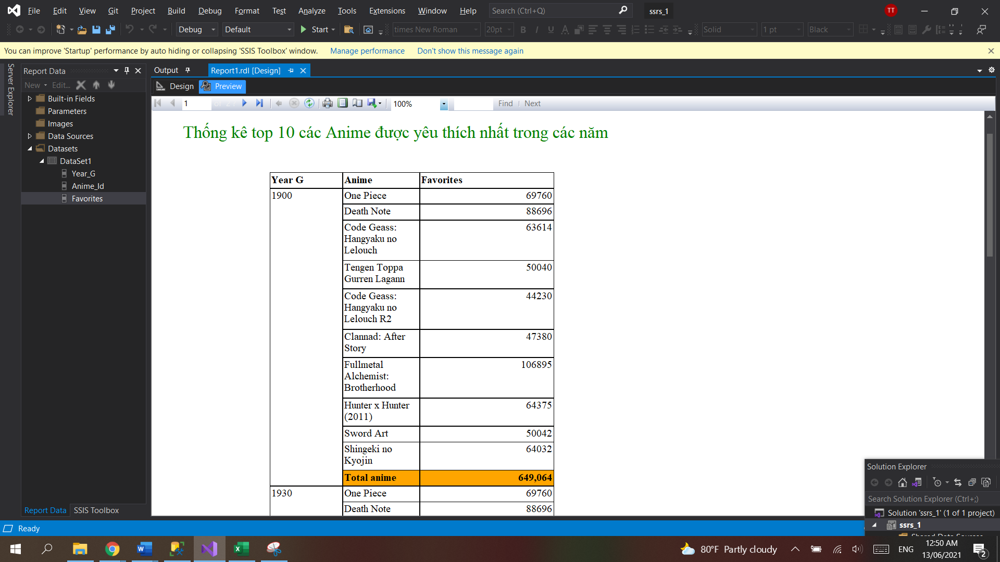 File Edit View Git Project Build Debug Format Test Analyze Tools Extensions Window Help Search (Ctrl+Q) ssrs_1 TT
Debug Default Start times New Roman 20pt B I U A Solid 1 pt Black
You can improve 'Startup' performance by auto hiding or collapsing 'SSIS Toolbox' window. Manage performance Don't show this message again
Server Explorer
Report Data
New Edit...
Built-in Fields
Parameters
Images
Data Sources
Datasets
DataSet1
Year_G
Anime_Id
Favorites
Report Data SSIS Toolbox
Output Report1.rdl [Design]
Design Preview
1 of 2 ? 100% Find Next
Thống kê top 10 các Anime được yêu thích nhất trong các năm
Year G Anime Favorites
1900 One Piece 69760
Death Note 88696
Code Geass: 63614
Hangyaku no
Lelouch
Tengen Toppa 50040
Gurren Lagann
Code Geass: 44230
Hangyaku no
Lelouch R2
Clannad: After 47380
Story
Fullmetal 106895
Alchemist:
Brotherhood
Hunter x Hunter 64375
(2011)
Sword Art 50042
Shingeki no 64032
Kyojin
Total anime 649,064
1930 One Piece 69760
Death Note 88696
Solution Explorer
Search Solution Explorer (Ctrl+;)
Solution 'ssrs_1' (1 of 1 project)
ssrs_1
Shared Data Sources
Ready
80°F Partly cloudy ENG 12:50 AM
13/06/2021
2